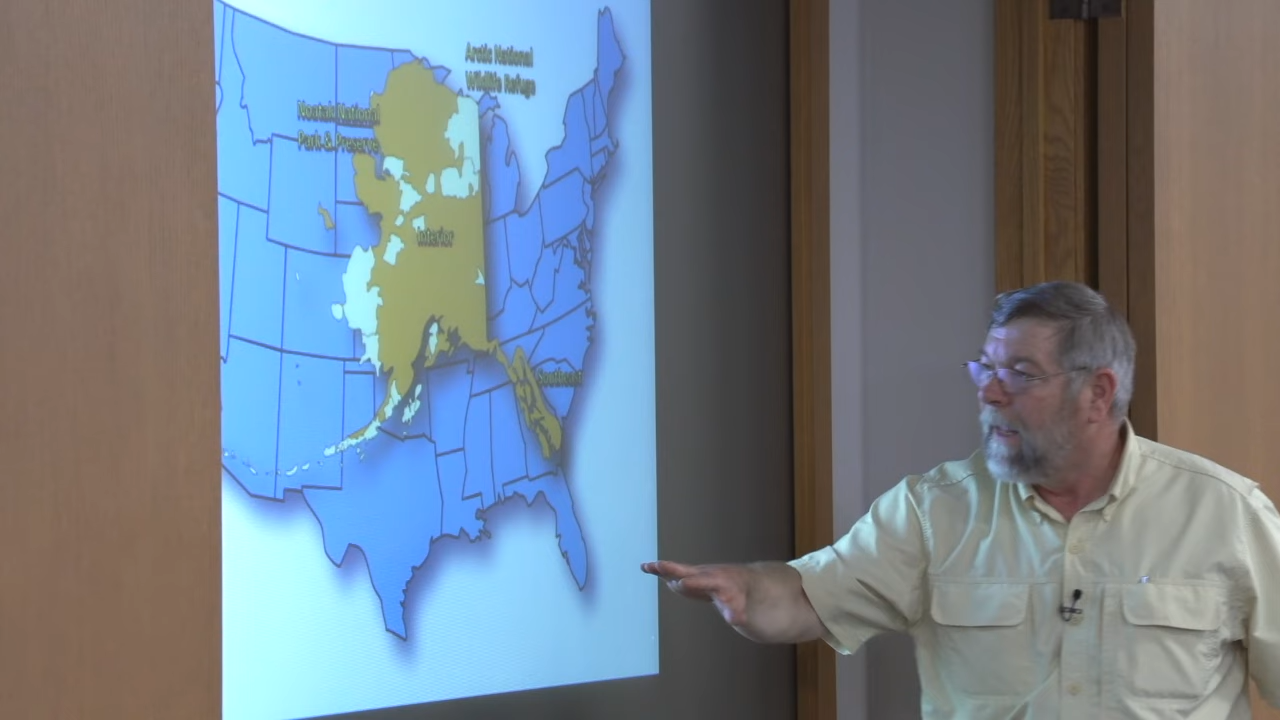 Arctic National
Wildlife Refuge
Noatak National
Park & Preserve
Interior
Southeast